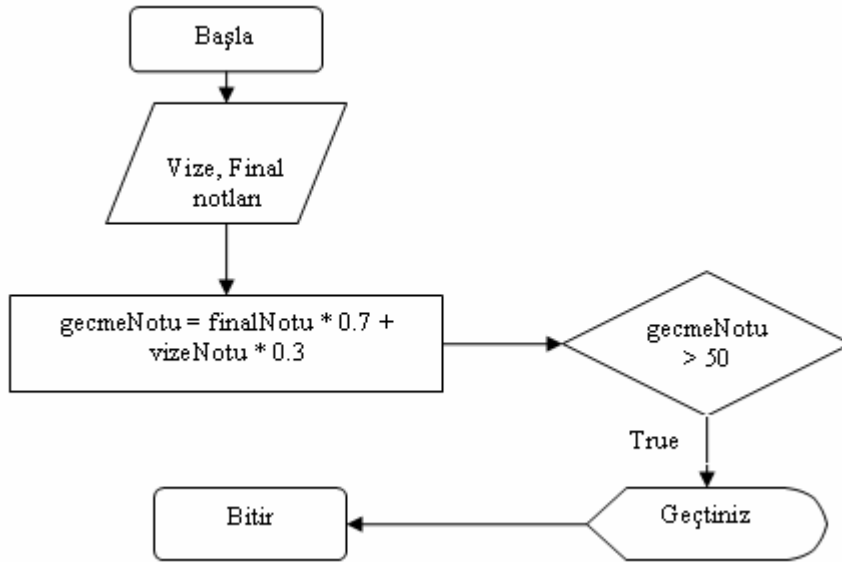 Başla
Vize, Final
notları
gecmeNotu = finalNotu * 0.7 +
vizeNotu * 0.3
gecmeNotu
> 50
True
Geçtiniz
Bitir